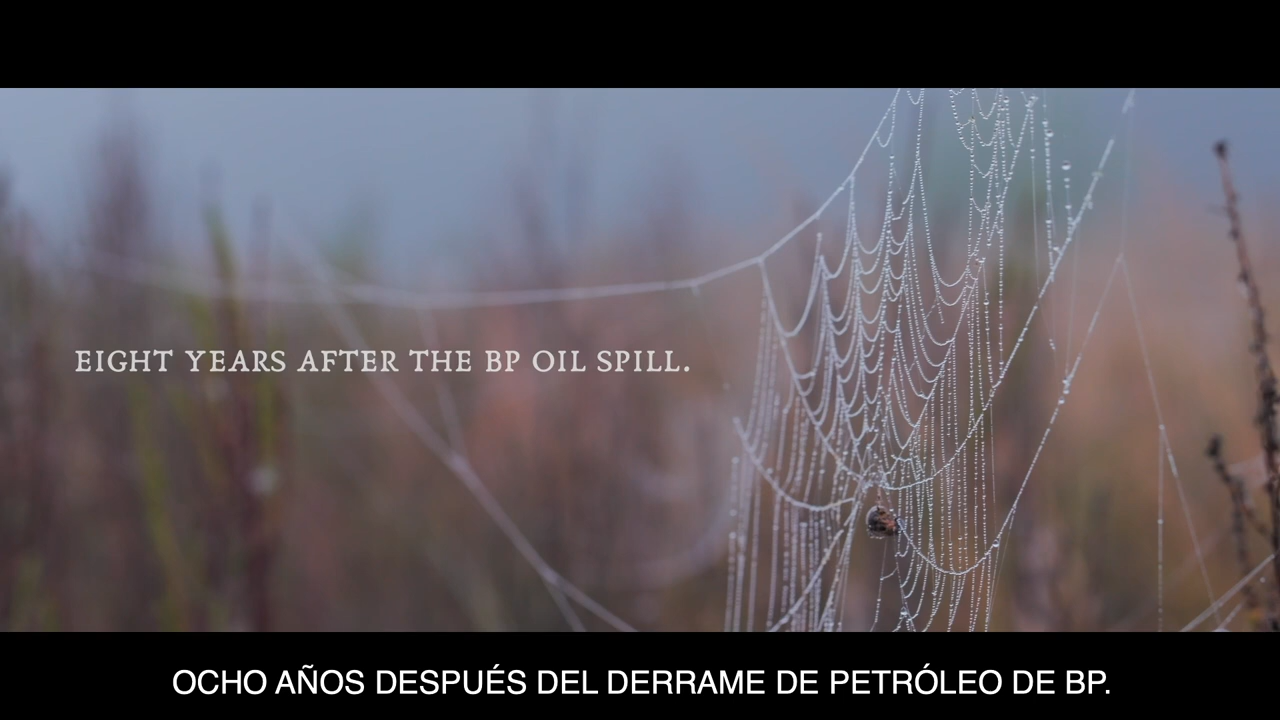 EIGHT YEARS AFTER THE BP OIL SPILL.
OCHO AÑOS DESPUÉS DEL DERRAME DE PETRÓLEO DE BP.